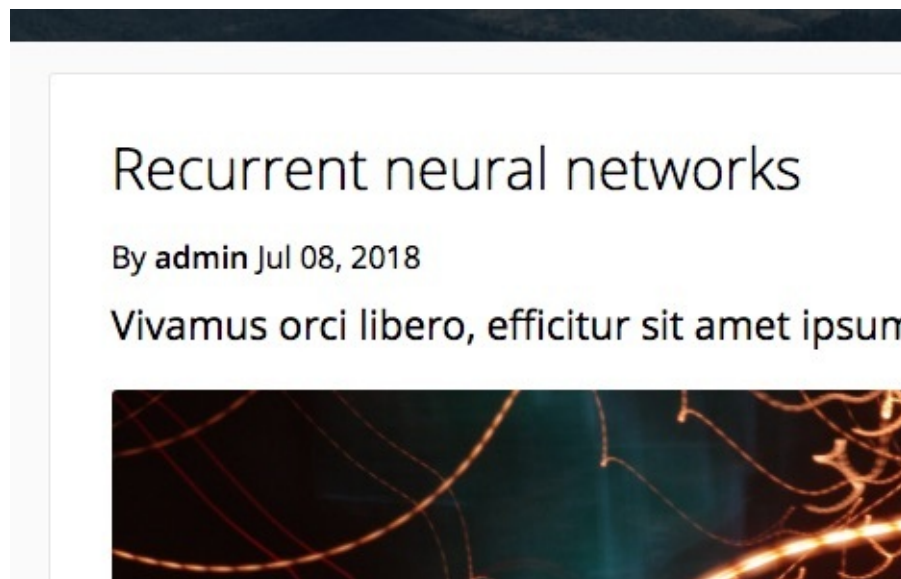 Recurrent neural networks
By admin Jul 08, 2018
Vivamus orci libero, efficitur sit amet ipsum